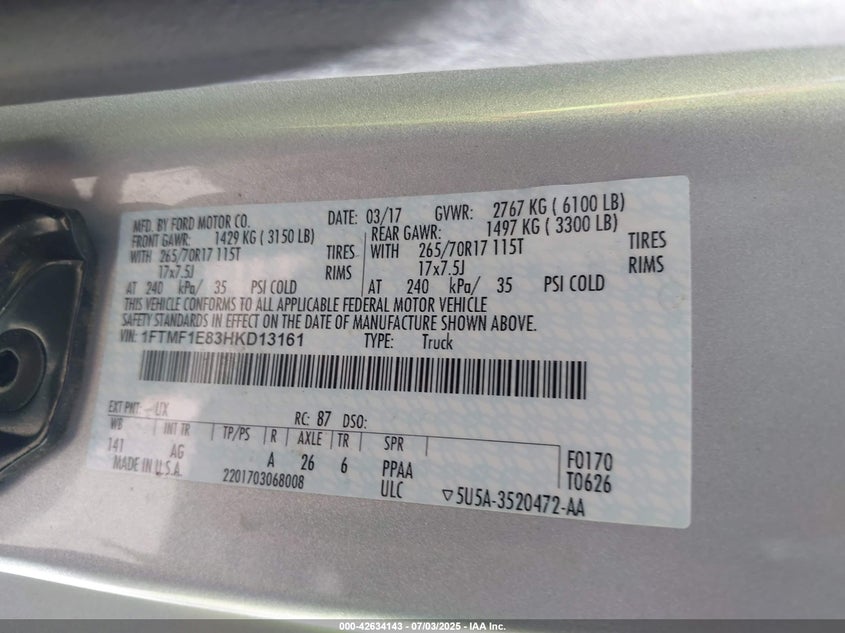 MFD. BY FORD MOTOR CO.
DATE: 03/17 GVWR: 2767 KG ( 6100 LB)
FRONT GAWR: 1429 KG ( 3150 LB)
WITH 265/70R17 115T TIRES
17x7.5J RIMS
AT 240 kPa/ 35 PSI COLD
REAR GAWR: 1497 KG ( 3300 LB)
WITH 265/70R17 115T TIRES
17x7.5J RIMS
AT 240 kPa/ 35 PSI COLD
THIS VEHICLE CONFORMS TO ALL APPLICABLE FEDERAL MOTOR VEHICLE
SAFETY STANDARDS IN EFFECT ON THE DATE OF MANUFACTURE SHOWN ABOVE.
VIN: 1FTMF1E83HKD13161 TYPE: Truck
EXT PNT: UX RC: 87 DSO:
WB INT TR TP/PS R AXLE TR SPR
141 AG A 26 6 PPAA F0170
MADE IN U.S.A. 2201703068008 ULC T0626
▽5U5A-3520472-AA
000-42634143 - 07/03/2025 - IAA Inc.